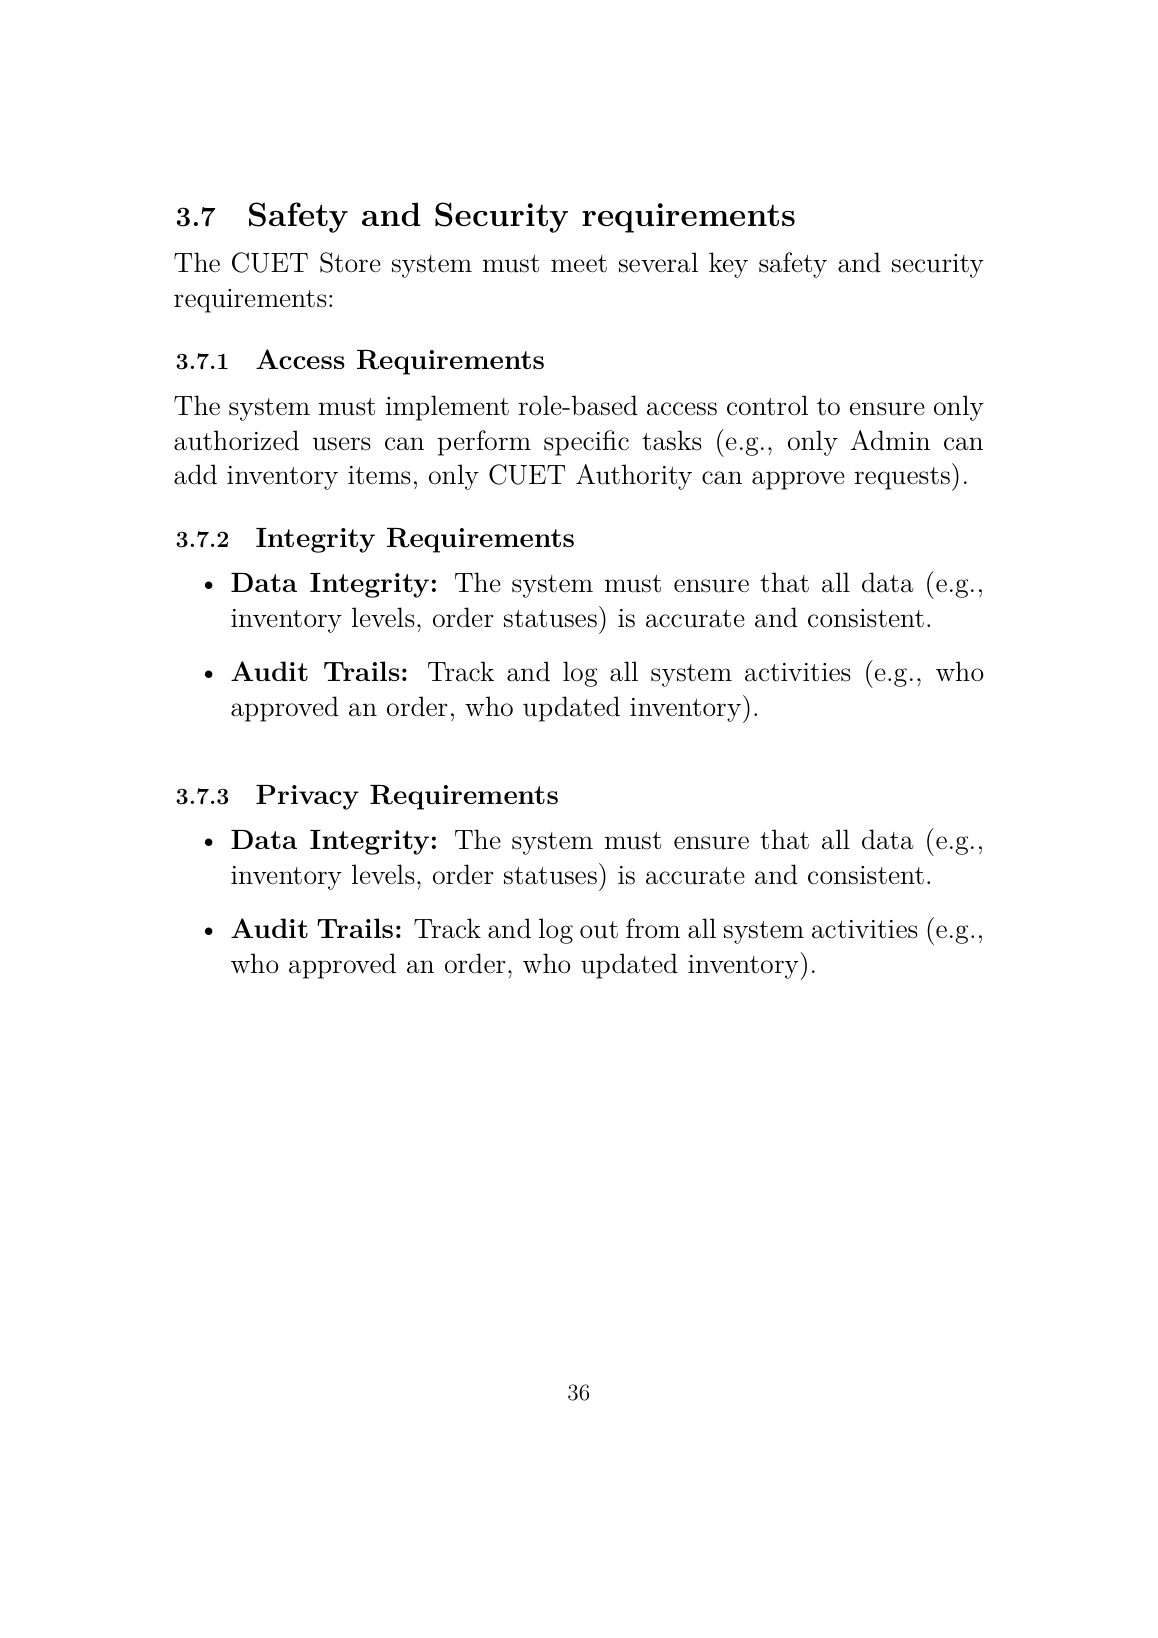 3.7 Safety and Security requirements
The CUET Store system must meet several key safety and security
requirements:
3.7.1 Access Requirements
The system must implement role-based access control to ensure only
authorized users can perform specific tasks (e.g., only Admin can
add inventory items, only CUET Authority can approve requests).
3.7.2 Integrity Requirements
• Data Integrity: The system must ensure that all data (e.g.,
inventory levels, order statuses) is accurate and consistent.
• Audit Trails: Track and log all system activities (e.g., who
approved an order, who updated inventory).
3.7.3 Privacy Requirements
• Data Integrity: The system must ensure that all data (e.g.,
inventory levels, order statuses) is accurate and consistent.
• Audit Trails: Track and log out from all system activities (e.g.,
who approved an order, who updated inventory).
36